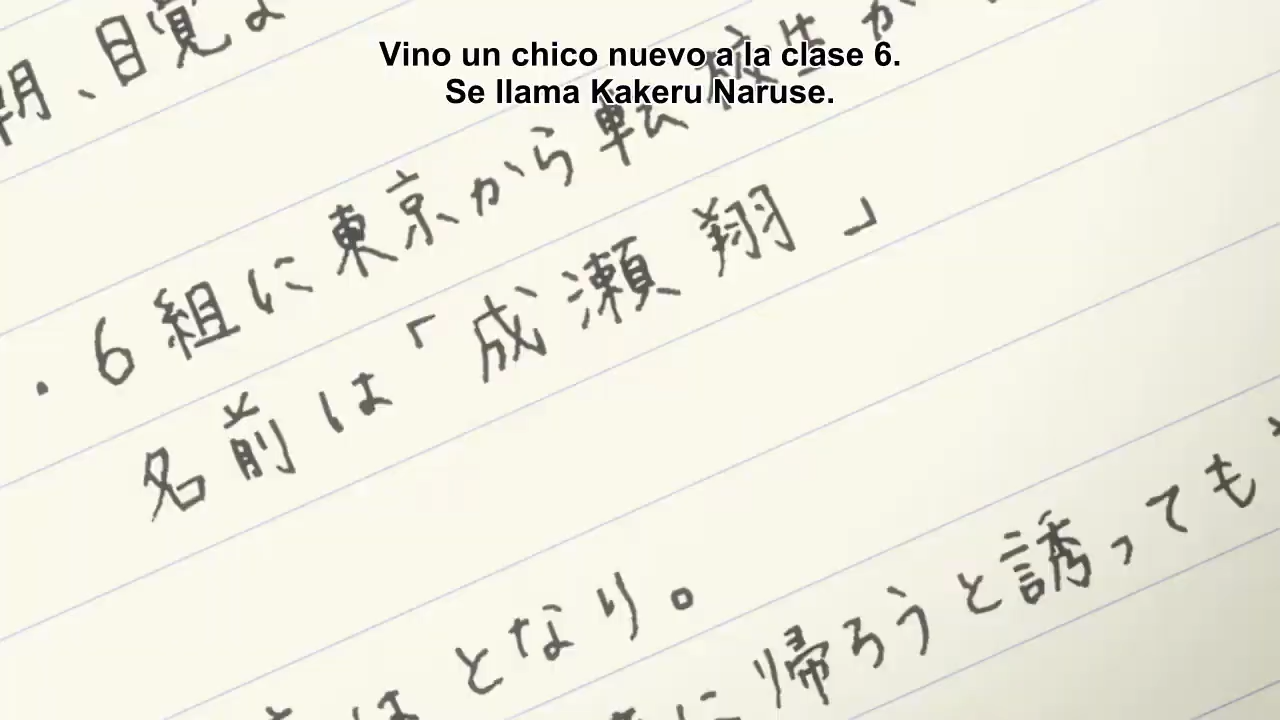 Vino un chico nuevo a la clase 6.
Se llama Kakeru Naruse.
朝、目覚よ
・6組に東京から転校生が
名前は「成瀬 翔」
はとなり。
に帰ろうと誘っても